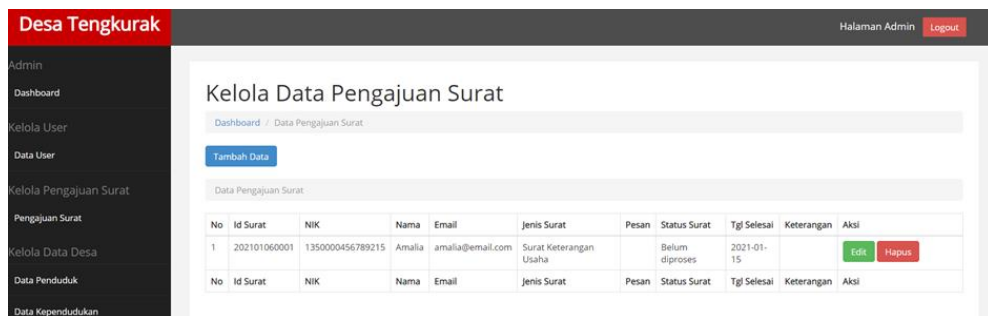 Desa Tengkurak
Halaman Admin Logout
Admin
Dashboard
Kelola User
Data User
Kelola Pengajuan Surat
Pengajuan Surat
Kelola Data Desa
Data Penduduk
Data Kependudukan
Kelola Data Pengajuan Surat
Dashboard / Data Pengajuan Surat
Tambah Data
Data Pengajuan Surat
No Id Surat NIK Nama Email Jenis Surat Pesan Status Surat Tgl Selesai Keterangan Aksi
1 202101060001 1350000456789215 Amalia amalia@email.com Surat Keterangan Belum 2021-01- Edit Hapus
Usaha diproses 15
No Id Surat NIK Nama Email Jenis Surat Pesan Status Surat Tgl Selesai Keterangan Aksi